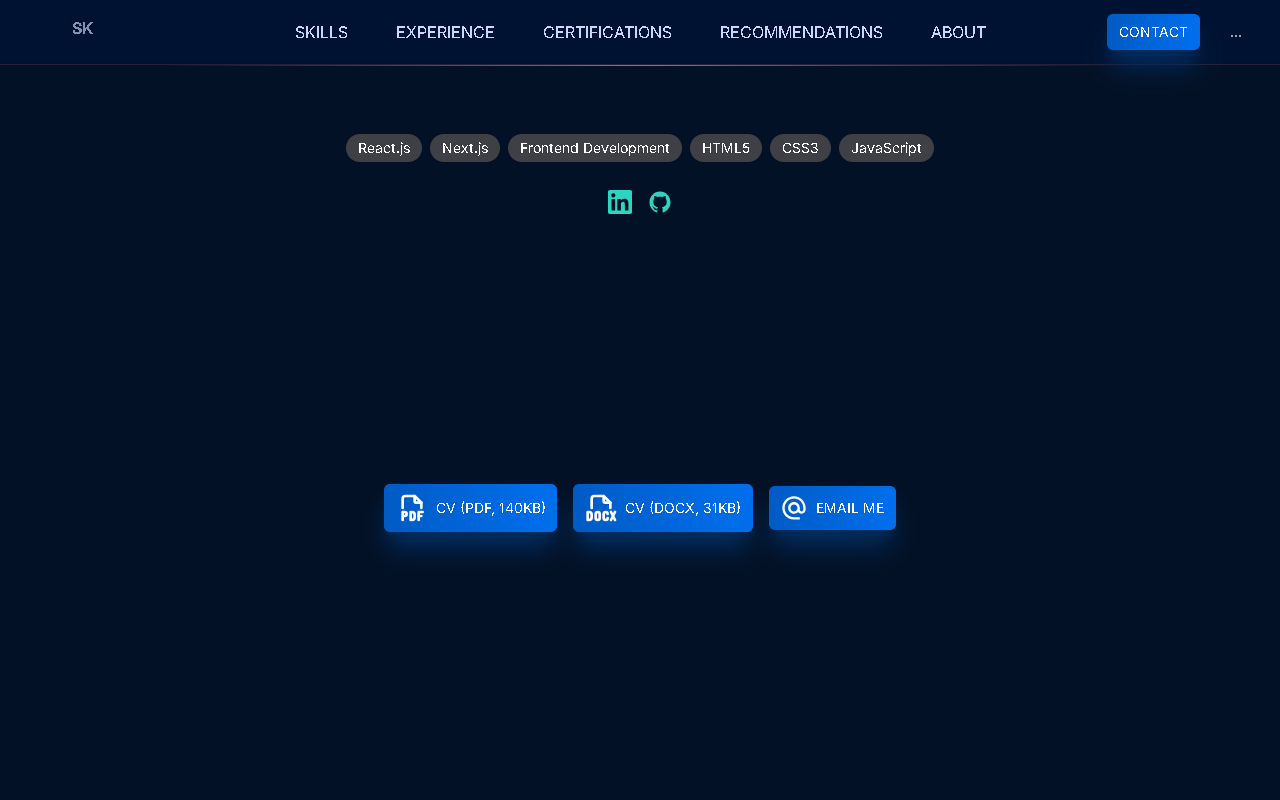 SK SKILLS EXPERIENCE CERTIFICATIONS RECOMMENDATIONS ABOUT CONTACT ...
React.js Next.js Frontend Development HTML5 CSS3 JavaScript
in
PDF CV (PDF, 140KB) DOCX CV (DOCX, 31KB) EMAIL ME